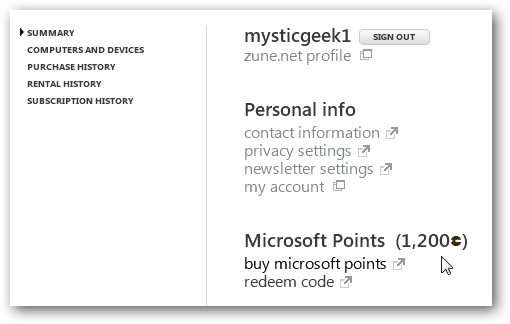 SUMMARY
COMPUTERS AND DEVICES
PURCHASE HISTORY
RENTAL HISTORY
SUBSCRIPTION HISTORY
mysticgeek1 SIGN OUT
zune.net profile
Personal info
contact information
privacy settings
newsletter settings
my account
Microsoft Points (1,200)
buy microsoft points
redeem code